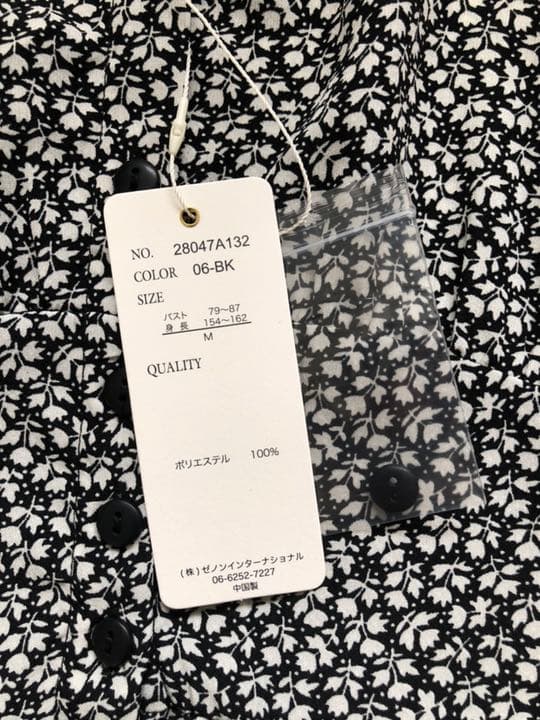 NO. 28047A132
COLOR 06-BK
SIZE
バスト 79~87
身長 154~162
M
QUALITY
ポリエステル 100%
(株)ゼノンインターナショナル
06-6252-7227
中国製